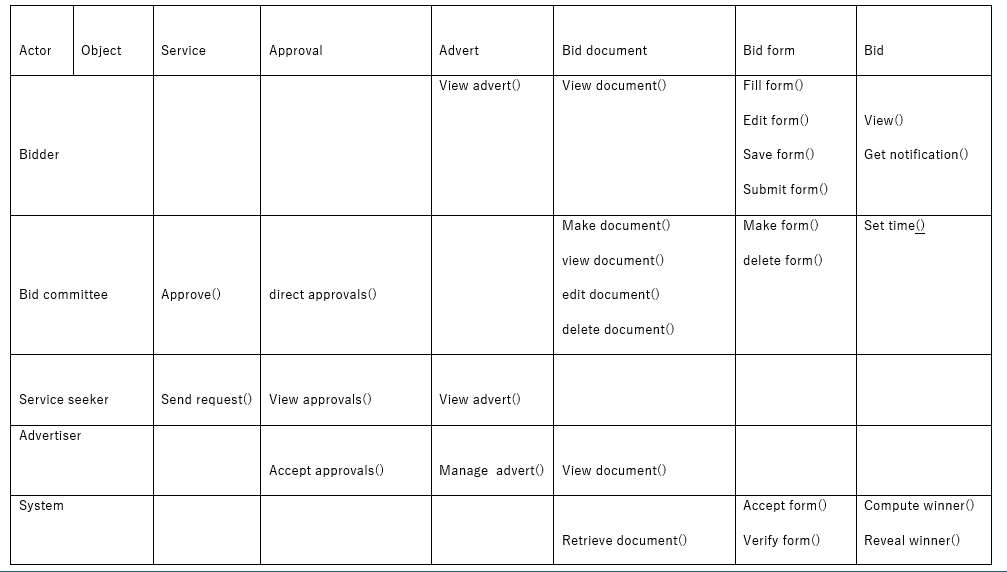 Actor Object Service Approval Advert Bid document Bid form Bid
Bidder
View advert()
View document()
Fill form()
Edit form()
Save form()
Submit form()
View()
Get notification()
Bid committee
Approve()
direct approvals()
Make document()
view document()
edit document()
delete document()
Make form()
delete form()
Set time()
Service seeker
Send request()
View approvals()
View advert()
Advertiser
Accept approvals()
Manage  advert()
View document()
System
Retrieve document()
Accept form()
Verify form()
Compute winner()
Reveal winner()